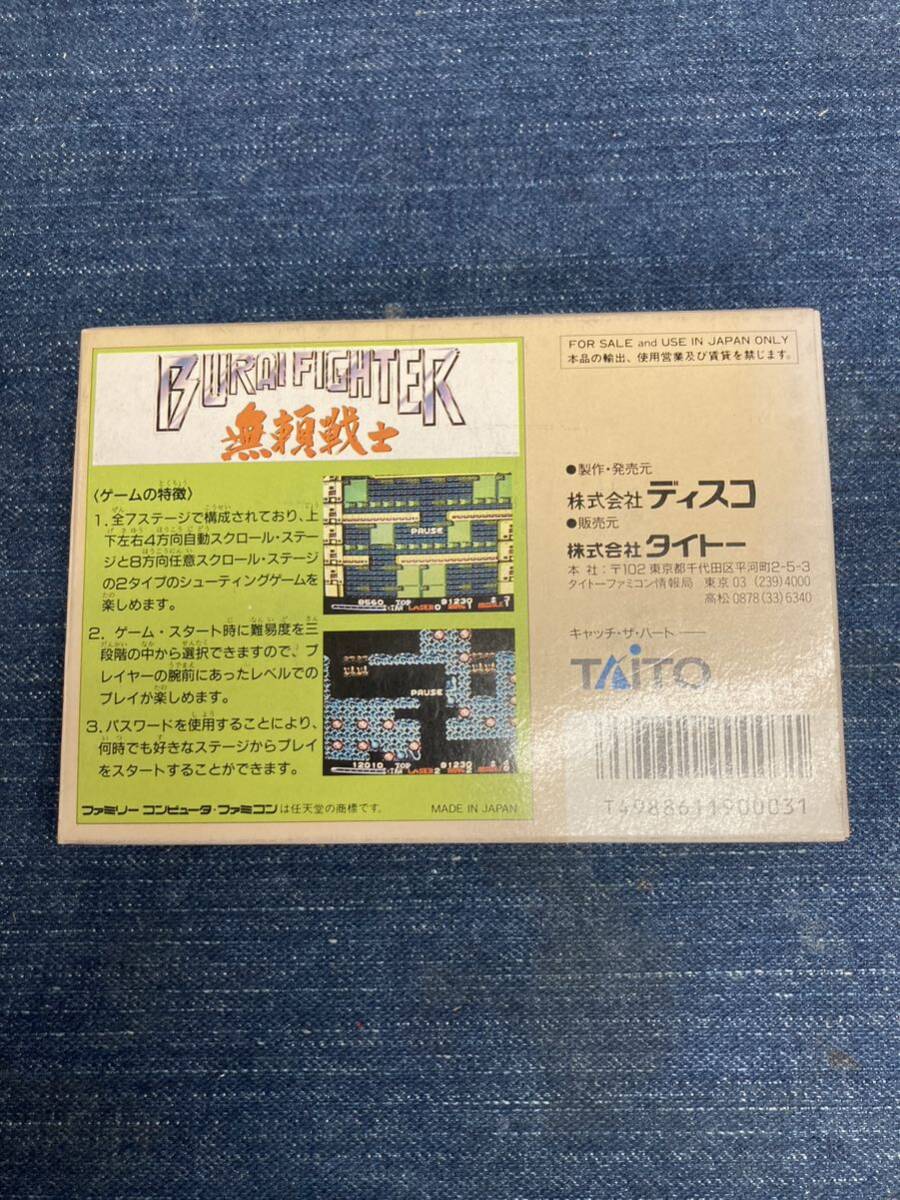 BURAI FIGHTER
無頼戦士
〈ゲームの特徴〉
1. 全7ステージで構成されており、上
下左右4方向自動スクロール・ステー
ジと8方向任意スクロール・ステージ
の2タイプのシューティングゲームを
楽しめます。
2. ゲーム・スタート時に難易度を三
段階の中から選択できますので、プ
レイヤーの腕前にあったレベルでの
プレイが楽しめます。
3. パスワードを使用することにより、
何時でも好きなステージからプレイ
をスタートすることができます。
ファミリー コンピュータ・ファミコンは任天堂の商標です。
MADE IN JAPAN
PAUSE
8560 TOP 81230
LASER 0
PAUSE
12010 TOP 81230
LASER 2
FOR SALE and USE IN JAPAN ONLY
本品の輸出、使用営業及び賃貸を禁じます。
●製作・発売元
株式会社 ディスコ
●販売元
株式会社 タイトー
本 社：〒102 東京都千代田区平河町2-5-3
タイトーファミコン情報局 東京 03 (239) 4000
高松 0878 (33) 6340
キャッチ・ザ・ハート
TAITO
T4988611900031